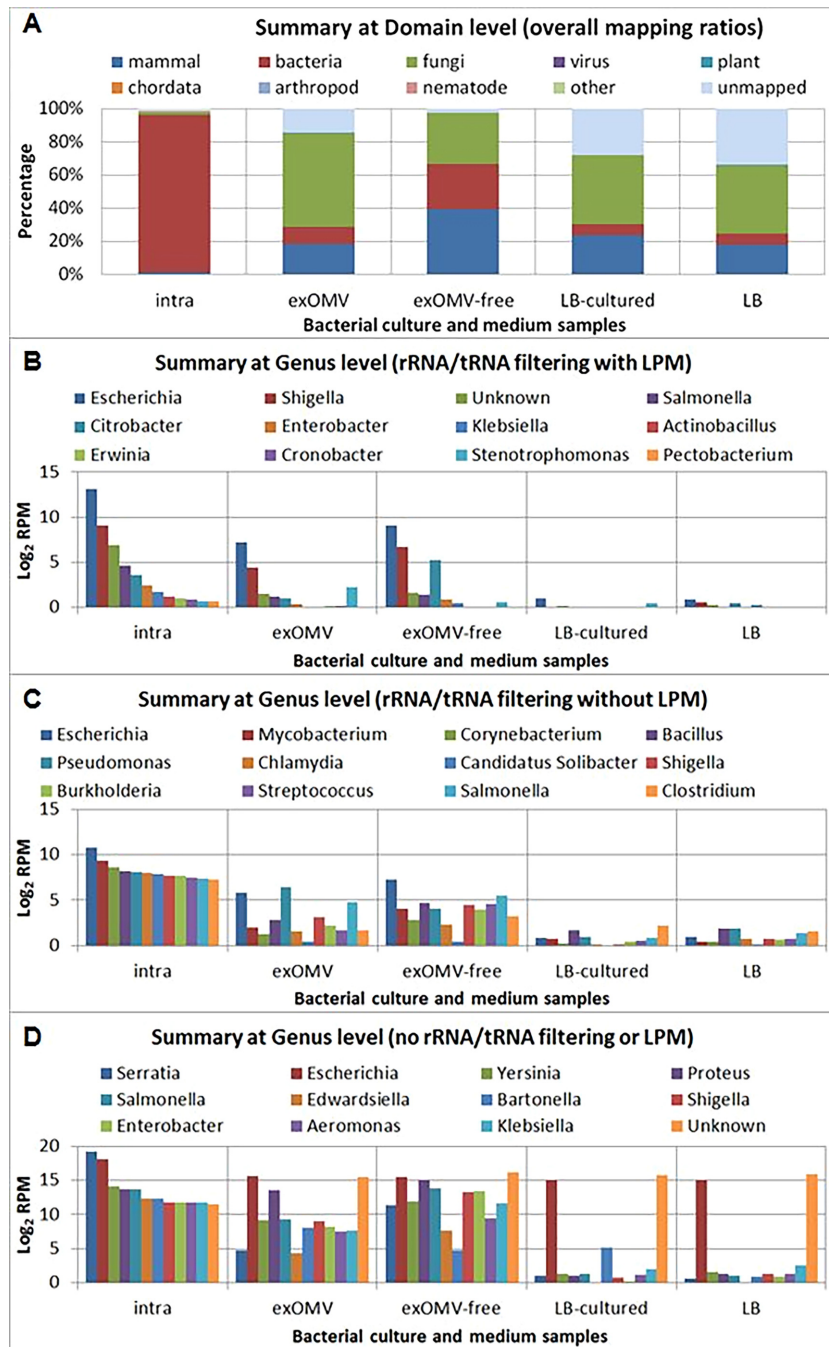 A
Summary at Domain level (overall mapping ratios)
mammal bacteria fungi virus plant
chordata arthropod nematode other unmapped
100%
80%
60%
40%
20%
0%
Percentage
intra exOMV exOMV-free LB-cultured LB
Bacterial culture and medium samples
B
Summary at Genus level (rRNA/tRNA filtering with LPM)
Escherichia Shigella Unknown Salmonella
Citrobacter Enterobacter Klebsiella Actinobacillus
Erwinia Cronobacter Stenotrophomonas Pectobacterium
15
10
5
0
Log2 RPM
intra exOMV exOMV-free LB-cultured LB
Bacterial culture and medium samples
C
Summary at Genus level (rRNA/tRNA filtering without LPM)
Escherichia Mycobacterium Corynebacterium Bacillus
Pseudomonas Chlamydia Candidatus Solibacter Shigella
Burkholderia Streptococcus Salmonella Clostridium
15
10
5
0
Log2 RPM
intra exOMV exOMV-free LB-cultured LB
Bacterial culture and medium samples
D
Summary at Genus level (no rRNA/tRNA filtering or LPM)
Serratia Escherichia Yersinia Proteus
Salmonella Edwardsiella Bartonella Shigella
Enterobacter Aeromonas Klebsiella Unknown
20
15
10
5
0
Log2 RPM
intra exOMV exOMV-free LB-cultured LB
Bacterial culture and medium samples